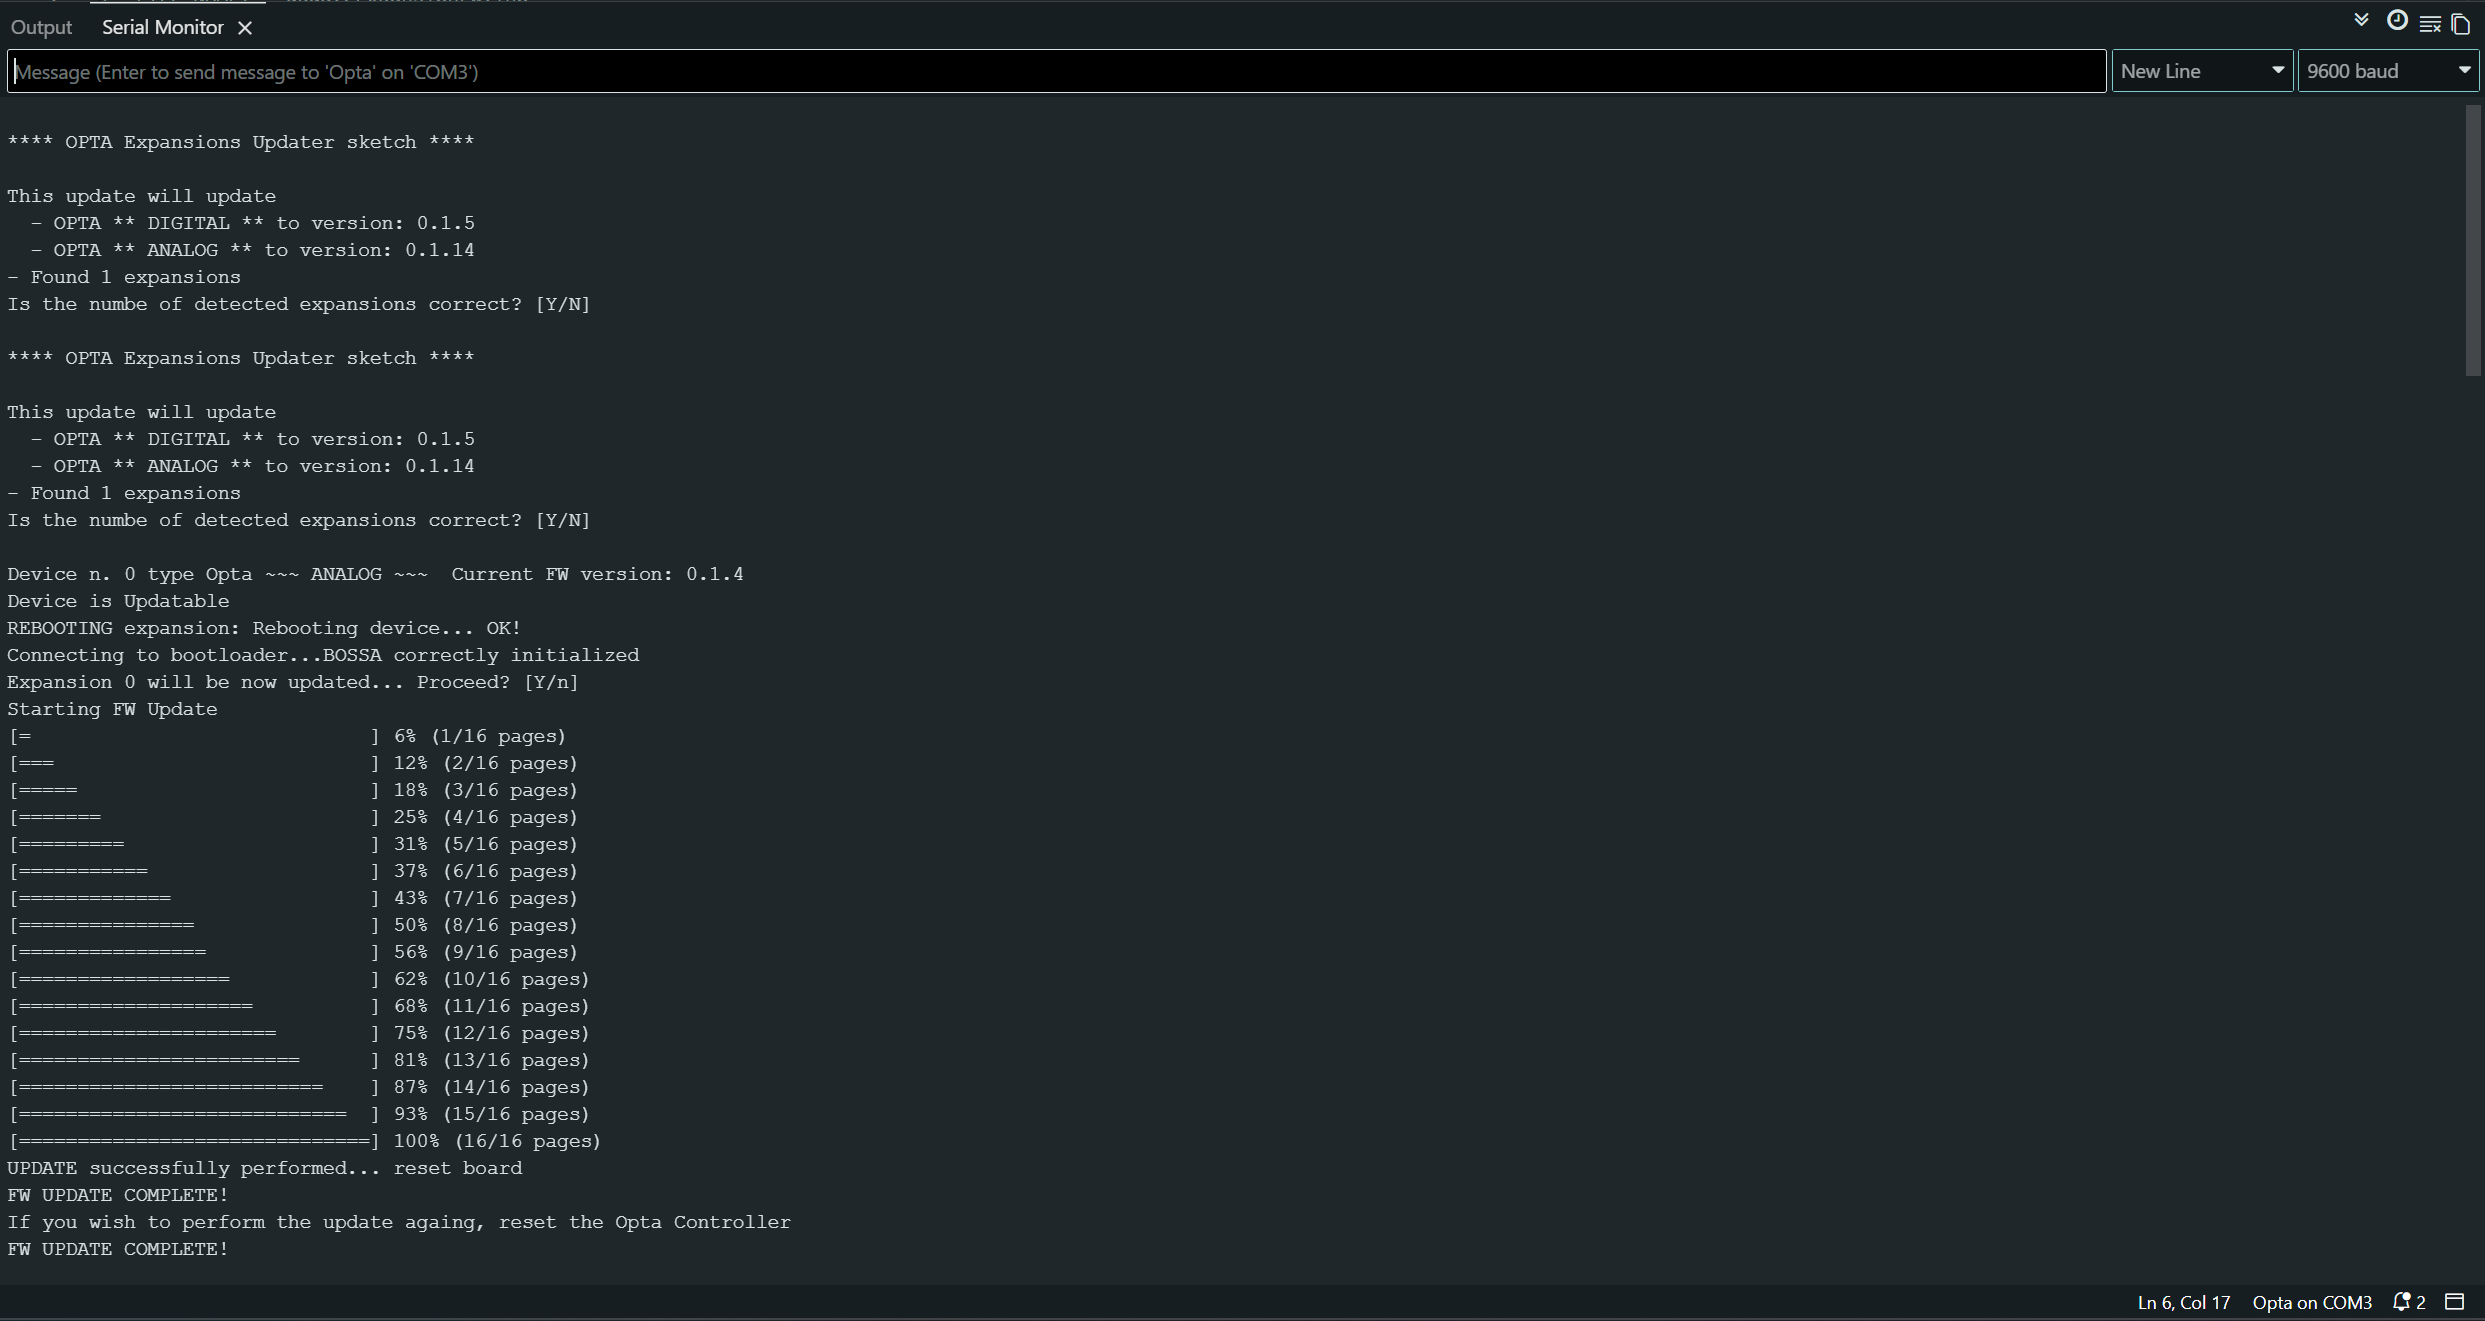 Output Serial Monitor
Message (Enter to send message to 'Opta' on 'COM3') New Line 9600 baud
**** OPTA Expansions Updater sketch ****
This update will update
- OPTA ** DIGITAL ** to version: 0.1.5
- OPTA ** ANALOG ** to version: 0.1.14
- Found 1 expansions
Is the numbe of detected expansions correct? [Y/N]
**** OPTA Expansions Updater sketch ****
This update will update
- OPTA ** DIGITAL ** to version: 0.1.5
- OPTA ** ANALOG ** to version: 0.1.14
- Found 1 expansions
Is the numbe of detected expansions correct? [Y/N]
Device n. 0 type Opta ~~~ ANALOG ~~~  Current FW version: 0.1.4
Device is Updatable
REBOOTING expansion: Rebooting device... OK!
Connecting to bootloader...BOSSA correctly initialized
Expansion 0 will be now updated... Proceed? [Y/n]
Starting FW Update
[=                             ] 6% (1/16 pages)
[===                           ] 12% (2/16 pages)
[=====                         ] 18% (3/16 pages)
[=======                       ] 25% (4/16 pages)
[=========                     ] 31% (5/16 pages)
[===========                   ] 37% (6/16 pages)
[=============                 ] 43% (7/16 pages)
[===============               ] 50% (8/16 pages)
[================              ] 56% (9/16 pages)
[==================            ] 62% (10/16 pages)
[====================          ] 68% (11/16 pages)
[======================        ] 75% (12/16 pages)
[========================      ] 81% (13/16 pages)
[==========================    ] 87% (14/16 pages)
[============================  ] 93% (15/16 pages)
[==============================] 100% (16/16 pages)
UPDATE successfully performed... reset board
FW UPDATE COMPLETE!
If you wish to perform the update againg, reset the Opta Controller
FW UPDATE COMPLETE!
Ln 6, Col 17 Opta on COM3 2